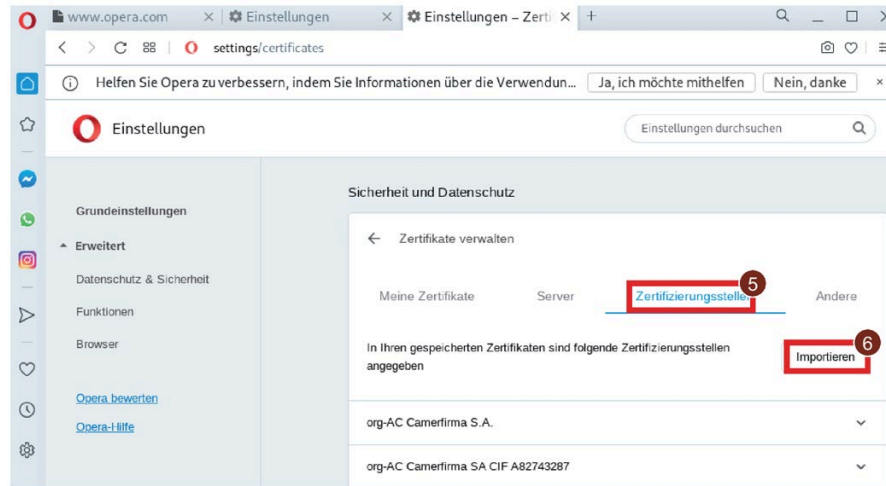 www.opera.com
Einstellungen
Einstellungen – Zerti
settings/certificates
Helfen Sie Opera zu verbessern, indem Sie Informationen über die Verwendun...
Ja, ich möchte mithelfen
Nein, danke
Einstellungen
Einstellungen durchsuchen
Grundeinstellungen
Erweitert
Datenschutz & Sicherheit
Funktionen
Browser
Opera bewerten
Opera-Hilfe
Sicherheit und Datenschutz
Zertifikate verwalten
5
Meine Zertifikate Server Zertifizierungsstellen Andere
6
In Ihren gespeicherten Zertifikaten sind folgende Zertifizierungsstellen
angegeben
Importieren
org-AC Camerfirma S.A.
org-AC Camerfirma SA CIF A82743287